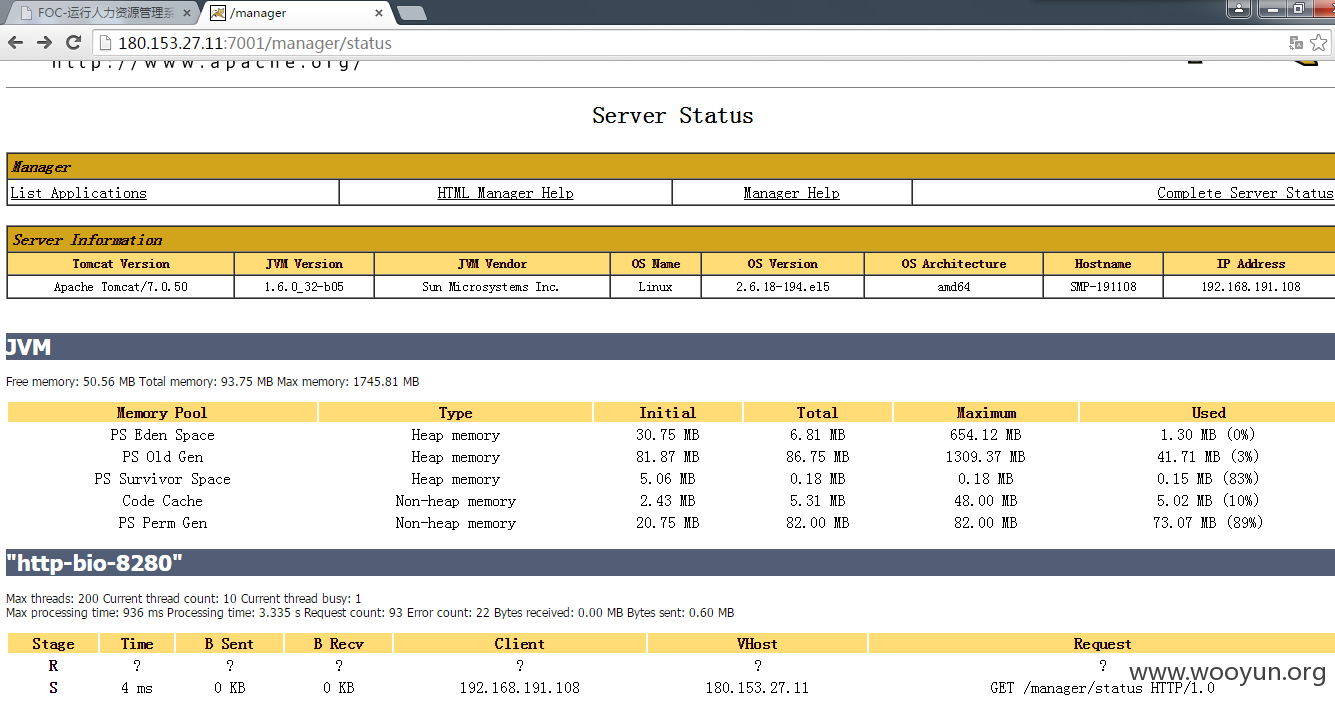 FOC-运行人力资源管理系
/manager
180.153.27.11:7001/manager/status
http://www.apache.org/
Server Status
Manager
List Applications HTML Manager Help Manager Help Complete Server Status
Server Information
Tomcat Version JVM Version JVM Vendor OS Name OS Version OS Architecture Hostname IP Address
Apache Tomcat/7.0.50 1.6.0_32-b05 Sun Microsystems Inc. Linux 2.6.18-194.el5 amd64 SMP-191108 192.168.191.108
JVM
Free memory: 50.56 MB Total memory: 93.75 MB Max memory: 1745.81 MB
Memory Pool Type Initial Total Maximum Used
PS Eden Space Heap memory 30.75 MB 6.81 MB 654.12 MB 1.30 MB (0%)
PS Old Gen Heap memory 81.87 MB 86.75 MB 1309.37 MB 41.71 MB (3%)
PS Survivor Space Heap memory 5.06 MB 0.18 MB 0.18 MB 0.15 MB (83%)
Code Cache Non-heap memory 2.43 MB 5.31 MB 48.00 MB 5.02 MB (10%)
PS Perm Gen Non-heap memory 20.75 MB 82.00 MB 82.00 MB 73.07 MB (89%)
"http-bio-8280"
Max threads: 200 Current thread count: 10 Current thread busy: 1
Max processing time: 936 ms Processing time: 3.335 s Request count: 93 Error count: 22 Bytes received: 0.00 MB Bytes sent: 0.60 MB
Stage Time B Sent B Recv Client VHost Request
R ? ? ? ? ? ?
S 4 ms 0 KB 0 KB 192.168.191.108 180.153.27.11 GET /manager/status HTTP/1.0
www.wooyun.org